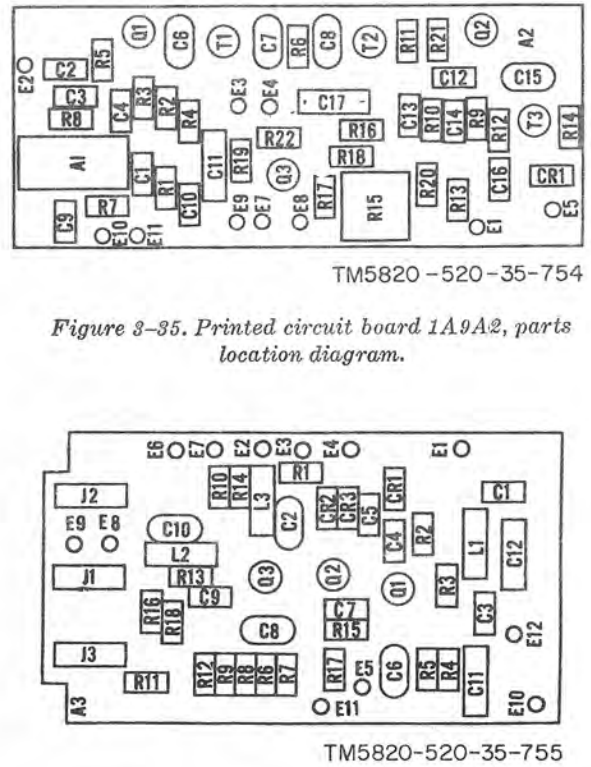 Q1 C6 T1 C7 R6 C8 T2 R11 R21 Q2 A2
E2 C2 R5 C12 C15
C3 R8 C4 R3 R2 R4 E3 E4 C17 C13 R10 C14 R9 R12 T3 R14
R22 R16
A1 C1 R1 C10 C11 R19 Q3 R18 R17 R15 R20 R13 C16 CR1
C9 R7 E10 E11 E9 E7 E8 E1 E5
TM5820-520-35-754
Figure 3-35. Printed circuit board 1A9A2, parts
location diagram.
E6 E7 E2 E3 E4 E1
J2 R10 R14 L3 R1 CR1 C1
E9 E8 C10 C2 CR2 CR3 C5 C4 R2 L1 C12
L2
J1 R13 C9 Q3 Q2 Q1 R3
R16 R18 C7 C3
C8 R15 E12
J3 R12 R9 R8 R6 R7 R17 E5 C6 R5 R4 C11
R11
A3 E11 E10
TM5820-520-35-755